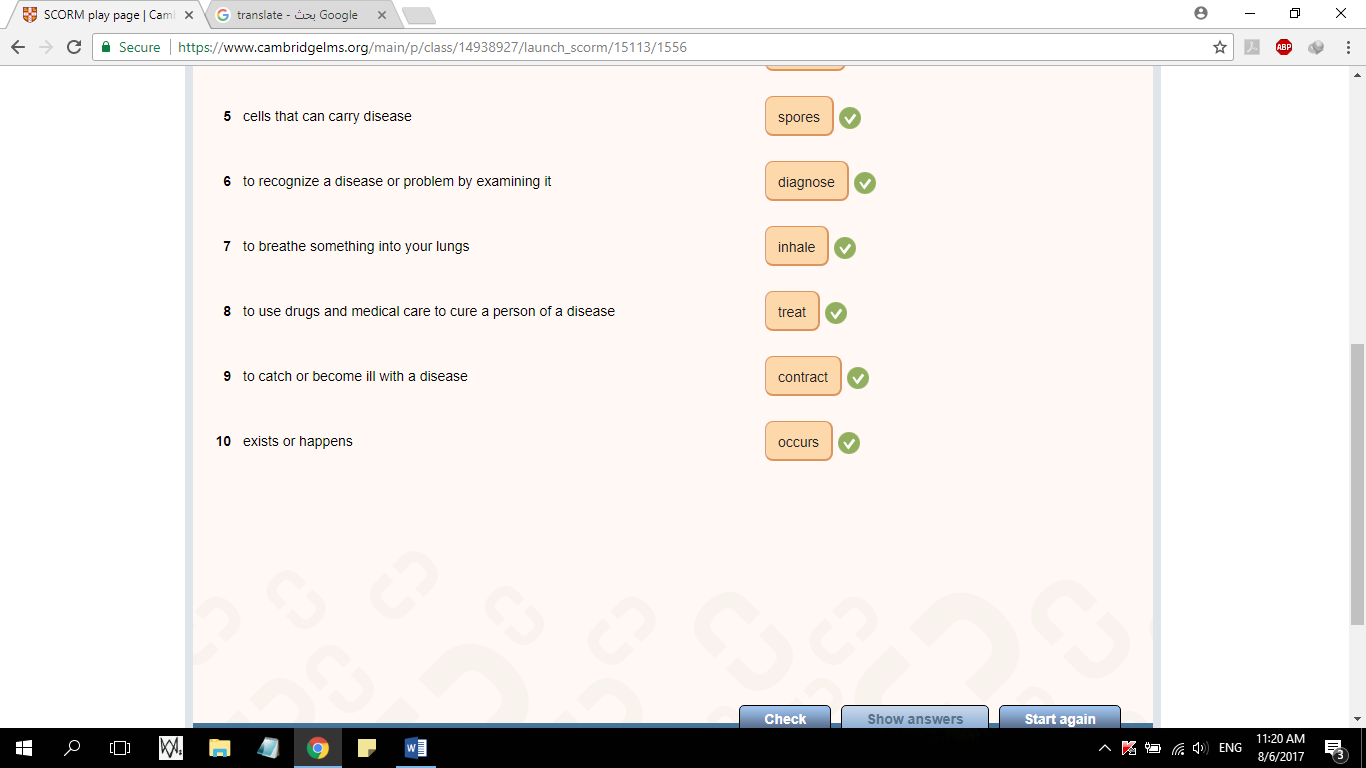 SCORM play page | Cam
translate - بحث Google
Secure | https://www.cambridgelms.org/main/p/class/14938927/launch_scorm/15113/1556
ABP
5 cells that can carry disease spores
6 to recognize a disease or problem by examining it diagnose
7 to breathe something into your lungs inhale
8 to use drugs and medical care to cure a person of a disease treat
9 to catch or become ill with a disease contract
10 exists or happens occurs
Check Show answers Start again
ENG 11:20 AM
8/6/2017 3